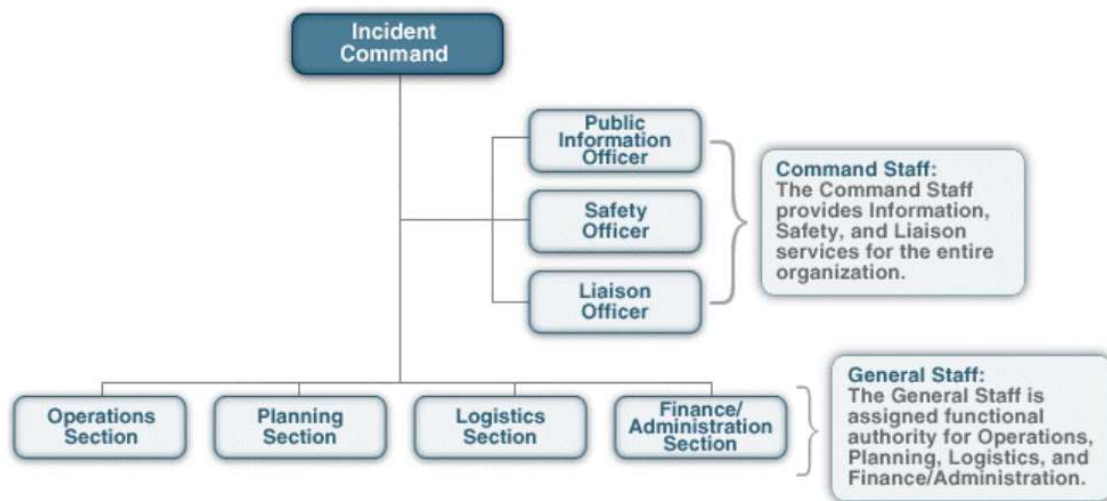 Incident
Command
Public
Information
Officer
Safety
Officer
Liaison
Officer
Command Staff:
The Command Staff
provides Information,
Safety, and Liaison
services for the entire
organization.
Operations
Section
Planning
Section
Logistics
Section
Finance/
Administration
Section
General Staff:
The General Staff is
assigned functional
authority for Operations,
Planning, Logistics, and
Finance/Administration.